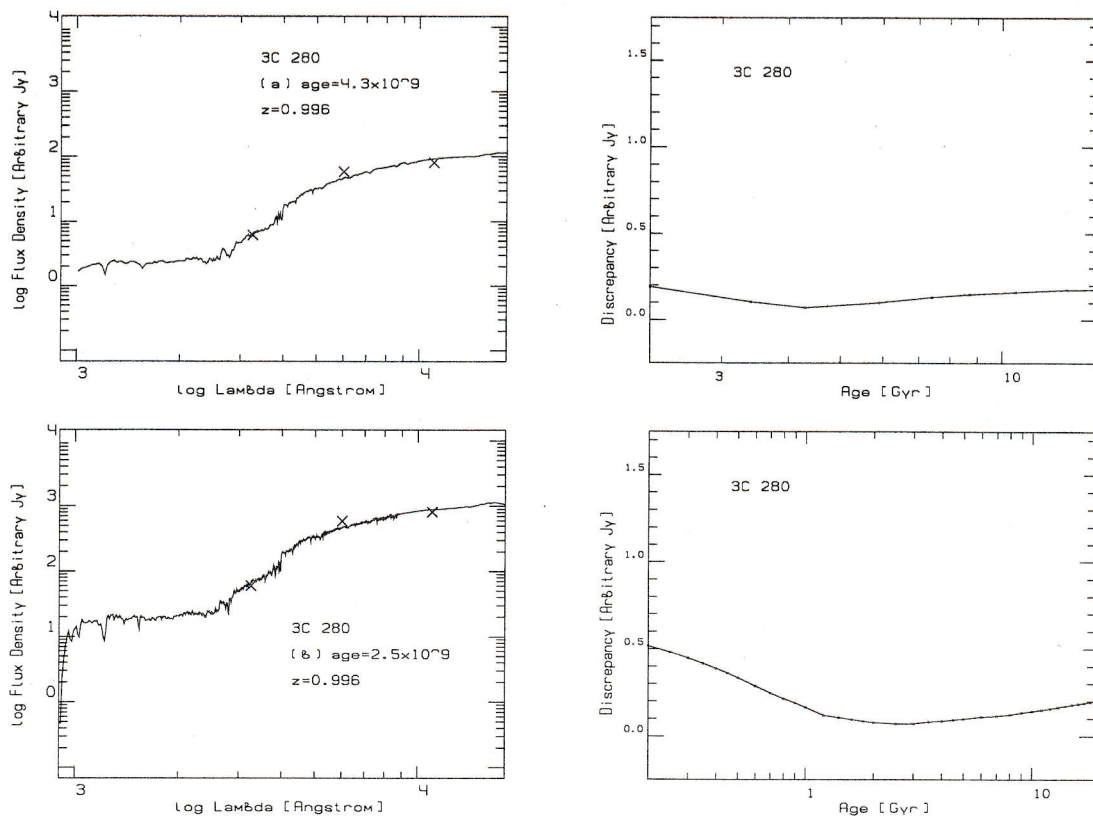 4
3
2
1
0
log Flux Density [Arbitrary Jy]
3C 280
(a) age=4.3x10^9
z=0.996
3
4
log Lambda [Angstrom]
1.5
1.0
0.5
0.0
Discrepancy [Arbitrary Jy]
3C 280
3
10
Age [Gyr]
4
3
2
1
0
log Flux Density [Arbitrary Jy]
3C 280
(b) age=2.5x10^9
z=0.996
3
4
log Lambda [Angstrom]
1.5
1.0
0.5
0.0
Discrepancy [Arbitrary Jy]
3C 280
1
10
Age [Gyr]